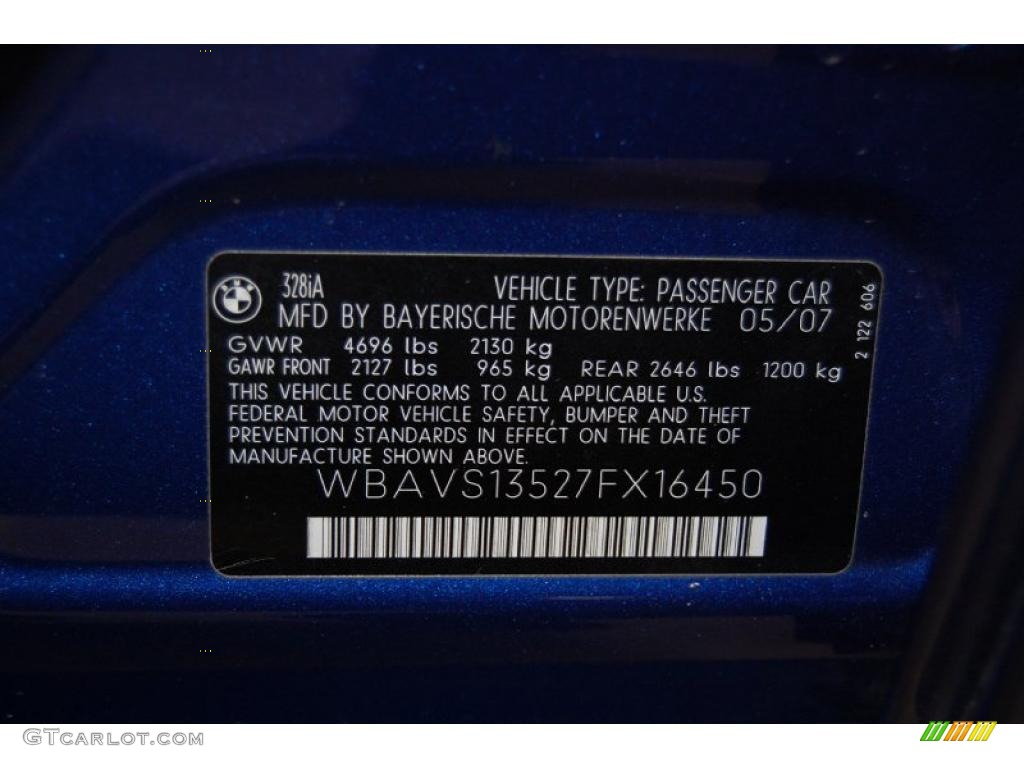 328iA
VEHICLE TYPE: PASSENGER CAR
MFD BY BAYERISCHE MOTORENWERKE 05/07
GVWR 4696 lbs 2130 kg
GAWR FRONT 2127 lbs 965 kg REAR 2646 lbs 1200 kg
THIS VEHICLE CONFORMS TO ALL APPLICABLE U.S.
FEDERAL MOTOR VEHICLE SAFETY, BUMPER AND THEFT
PREVENTION STANDARDS IN EFFECT ON THE DATE OF
MANUFACTURE SHOWN ABOVE.
WBAVS13527FX16450
2 122 606
BMW
GTCarlot.com